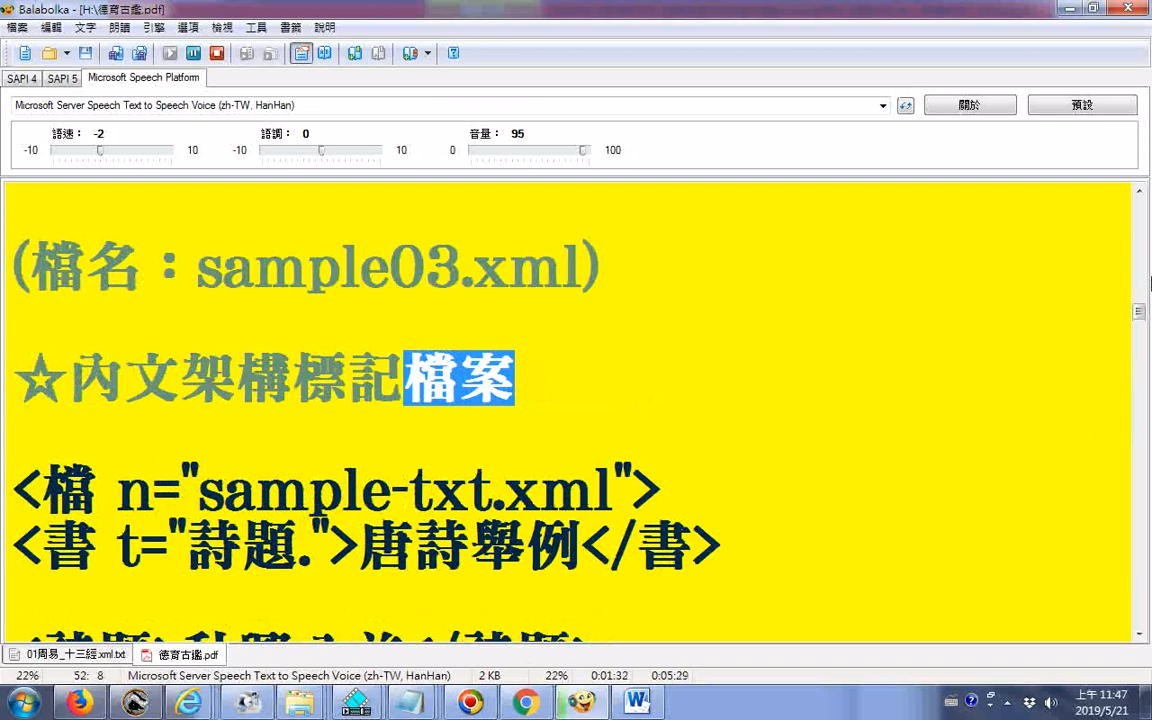 Balabolka - [H:\德育古鑑.pdf]
檔案 編輯 文字 朗讀 引擎 選項 檢視 工具 書籤 說明
SAPI 4 SAPI 5 Microsoft Speech Platform
Microsoft Server Speech Text to Speech Voice (zh-TW, HanHan) 關於 預設
語速： -2 語調： 0 音量： 95
-10 10 -10 10 0 100
(檔名：sample03.xml)
☆內文架構標記檔案
<檔 n="sample-txt.xml">
<書 t="詩題.">唐詩舉例</書>
01周易_十三經.xml.txt 德育古鑑.pdf
22% 52: 8 Microsoft Server Speech Text to Speech Voice (zh-TW, HanHan) 2 KB 22% 0:01:32 0:05:29
上午 11:47
2019/5/21